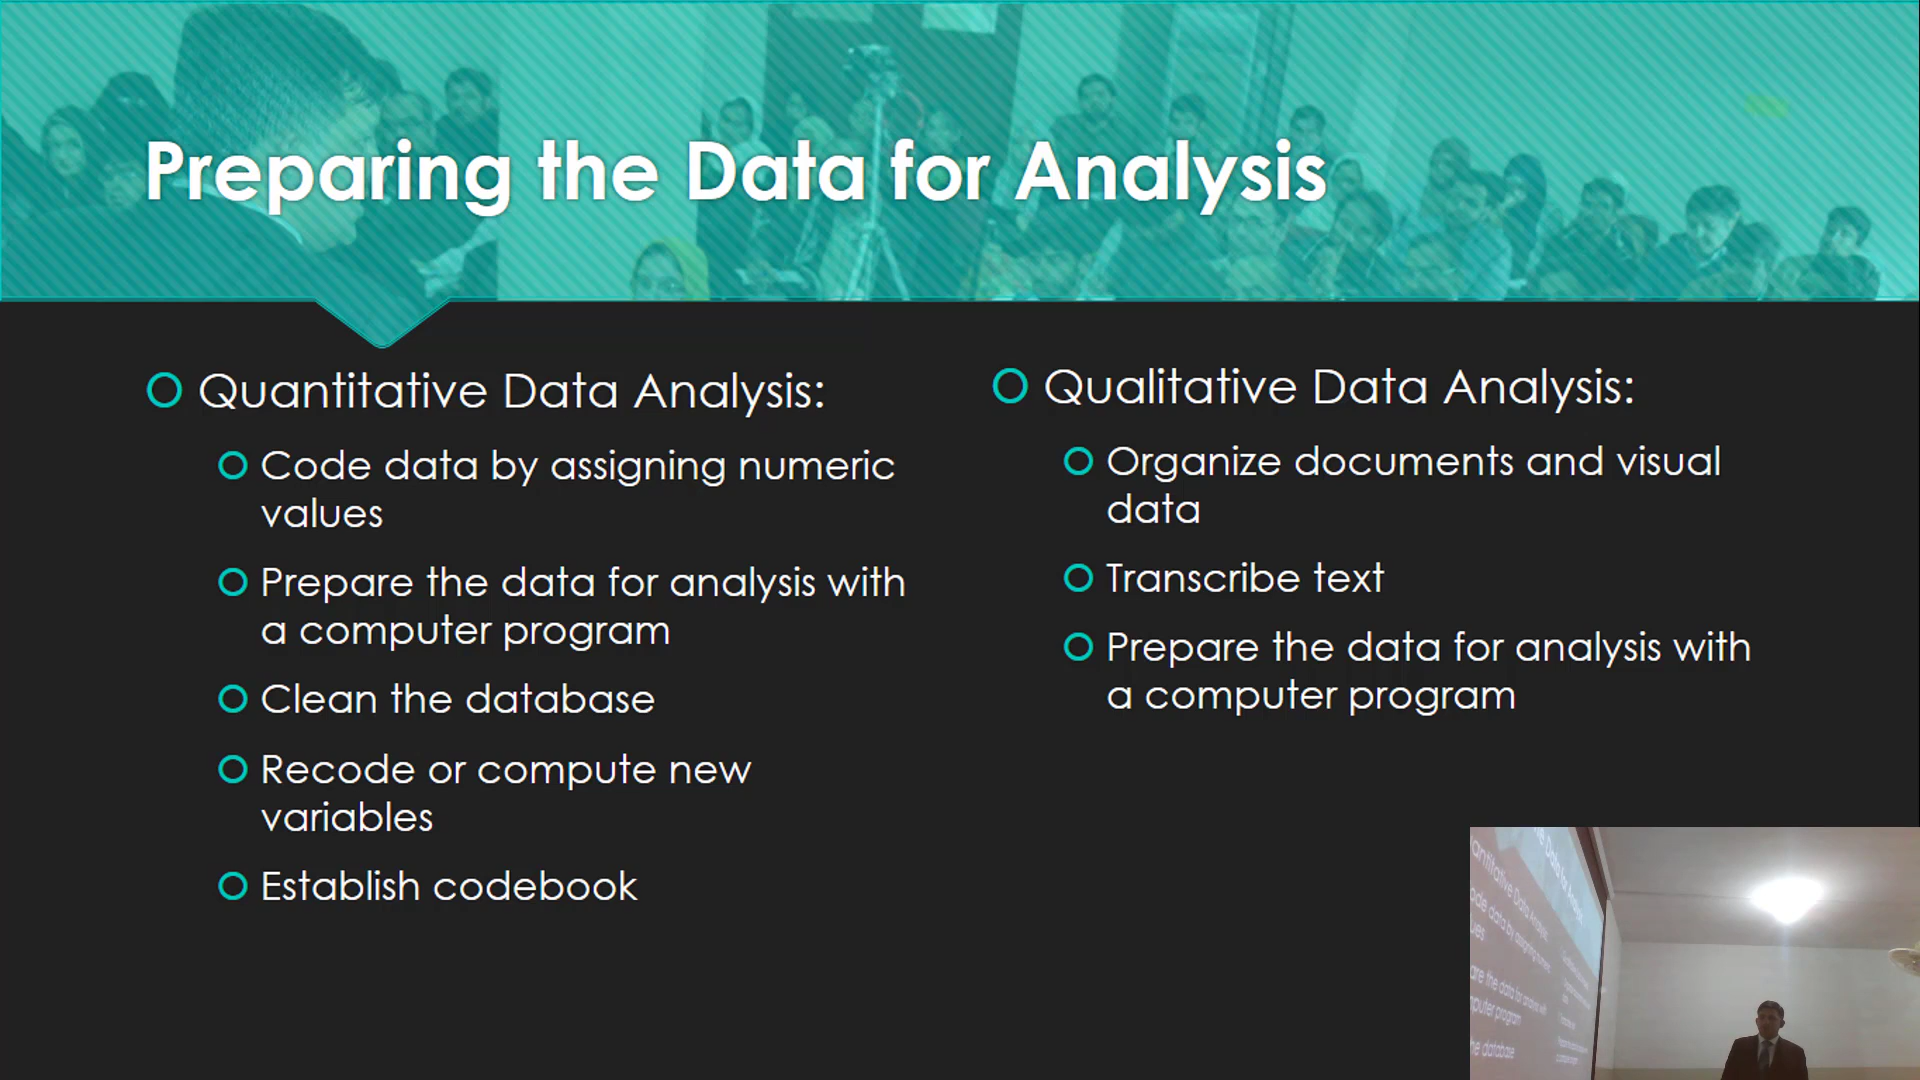 Preparing the Data for Analysis
Quantitative Data Analysis:
Code data by assigning numeric
values
Prepare the data for analysis with
a computer program
Clean the database
Recode or compute new
variables
Establish codebook
Qualitative Data Analysis:
Organize documents and visual
data
Transcribe text
Prepare the data for analysis with
a computer program